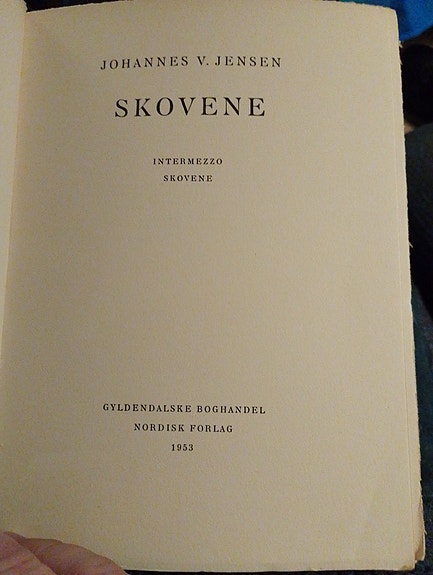 JOHANNES V. JENSEN
SKOVENE
INTERMEZZO
SKOVENE
GYLDENDALSKE BOGHANDEL
NORDISK FORLAG
1953